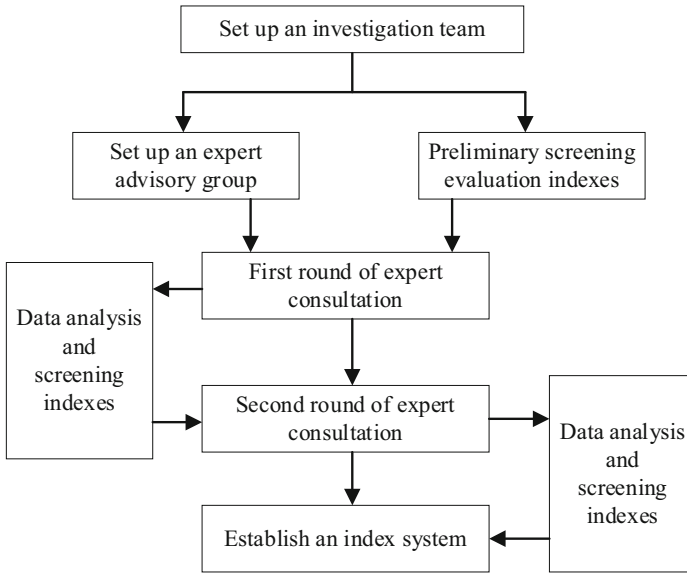 Set up an investigation team
Set up an expert
advisory group
Preliminary screening
evaluation indexes
First round of expert
consultation
Data analysis
and
screening
indexes
Second round of expert
consultation
Data analysis
and
screening
indexes
Establish an index system